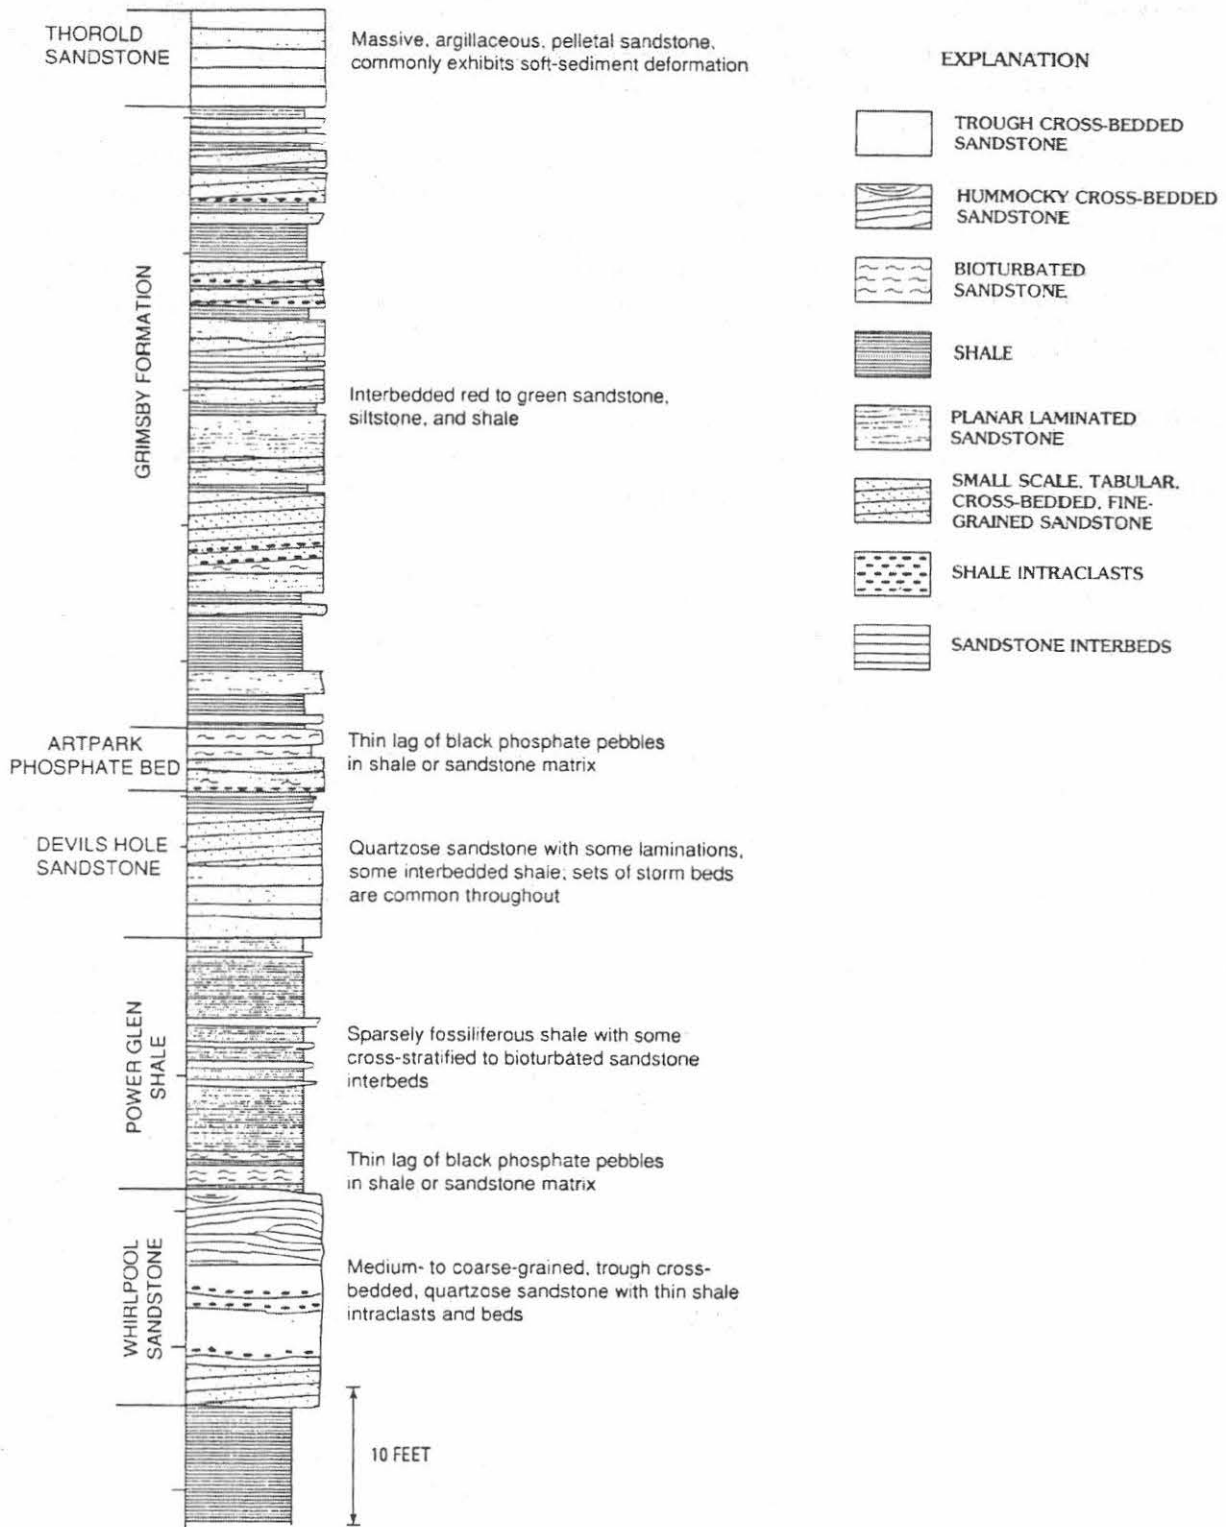 THOROLD
SANDSTONE
Massive, argillaceous, pelletal sandstone,
commonly exhibits soft-sediment deformation
GRIMSBY FORMATION
Interbedded red to green sandstone,
siltstone, and shale
ARTPARK
PHOSPHATE BED
Thin lag of black phosphate pebbles
in shale or sandstone matrix
DEVILS HOLE
SANDSTONE
Quartzose sandstone with some laminations,
some interbedded shale; sets of storm beds
are common throughout
POWER GLEN
SHALE
Sparsely fossiliferous shale with some
cross-stratified to bioturbated sandstone
interbeds
Thin lag of black phosphate pebbles
in shale or sandstone matrix
WHIRLPOOL
SANDSTONE
Medium- to coarse-grained, trough cross-
bedded, quartzose sandstone with thin shale
intraclasts and beds
10 FEET
EXPLANATION
TROUGH CROSS-BEDDED
SANDSTONE
HUMMOCKY CROSS-BEDDED
SANDSTONE
BIOTURBATED
SANDSTONE
SHALE
PLANAR LAMINATED
SANDSTONE
SMALL SCALE, TABULAR,
CROSS-BEDDED, FINE-
GRAINED SANDSTONE
SHALE INTRACLASTS
SANDSTONE INTERBEDS